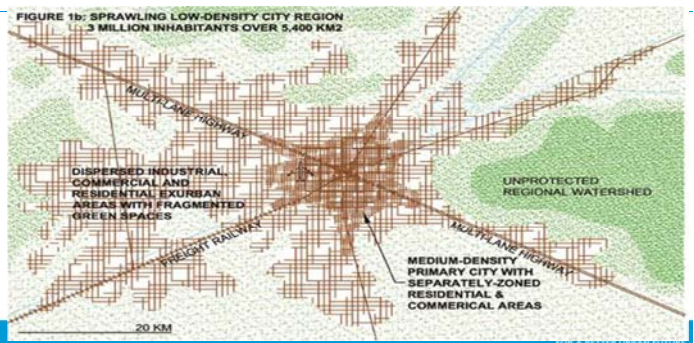 FIGURE 1b: SPRAWLING LOW-DENSITY CITY REGION
3 MILLION INHABITANTS OVER 5,400 KM2
MULTI-LANE HIGHWAY
DISPERSED INDUSTRIAL,
COMMERCIAL AND
RESIDENTIAL EXURBAN
AREAS WITH FRAGMENTED
GREEN SPACES
UNPROTECTED
REGIONAL WATERSHED
FREIGHT RAILWAY
MULTI-LANE HIGHWAY
MEDIUM-DENSITY
PRIMARY CITY WITH
SEPARATELY-ZONED
RESIDENTIAL &
COMMERICAL AREAS
20 KM